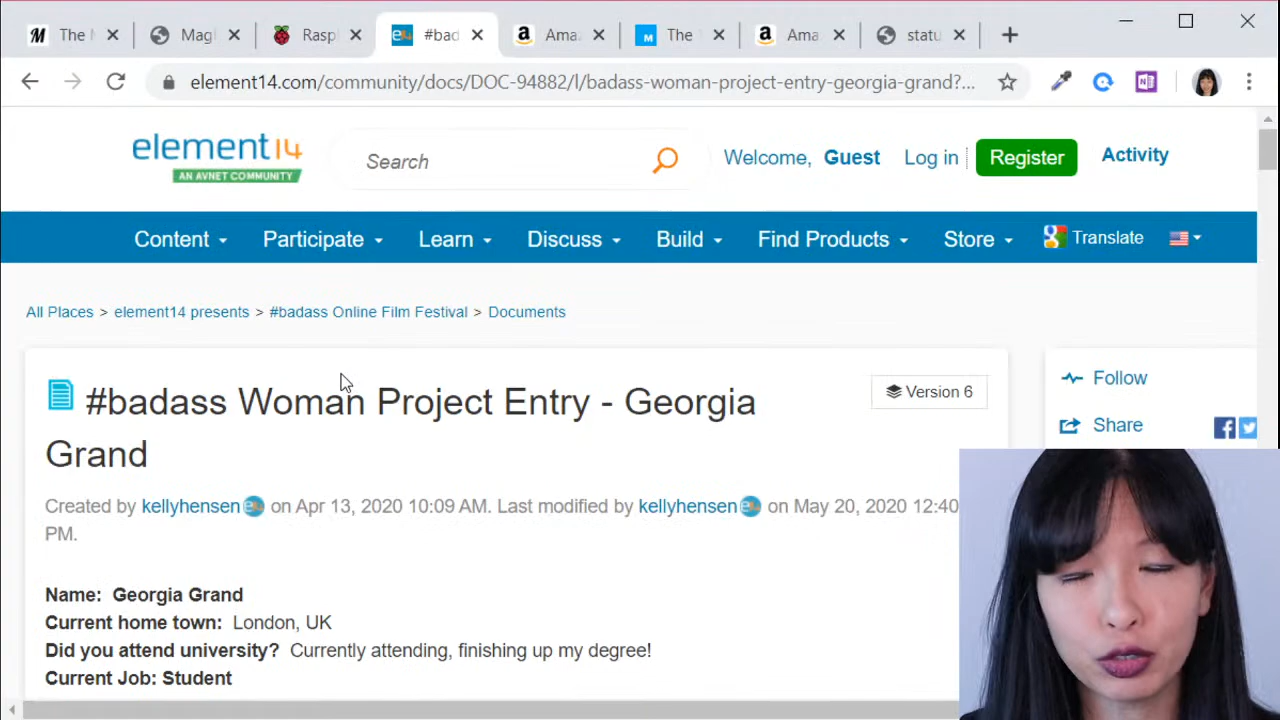 The M
Mag
Rasp
#bad
Ama
The
Ama
statu
element14.com/community/docs/DOC-94882/l/badass-woman-project-entry-georgia-grand?...
element14
AN AVNET COMMUNITY
Search
Welcome, Guest
Log in
Register
Activity
Content
Participate
Learn
Discuss
Build
Find Products
Store
Translate
All Places > element14 presents > #badass Online Film Festival > Documents
#badass Woman Project Entry - Georgia
Grand
Version 6
Follow
Share
Created by kellyhensen on Apr 13, 2020 10:09 AM. Last modified by kellyhensen on May 20, 2020 12:40
PM.
Name: Georgia Grand
Current home town: London, UK
Did you attend university? Currently attending, finishing up my degree!
Current Job: Student